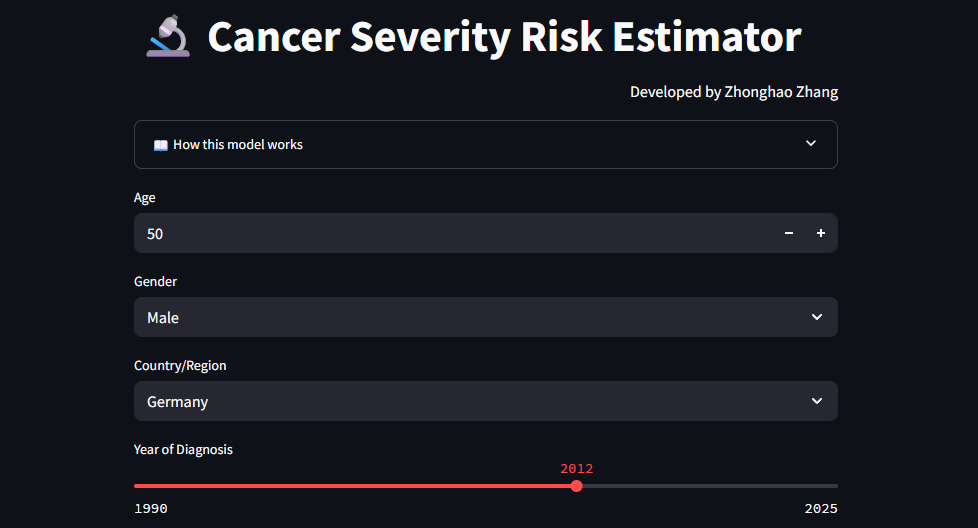 Cancer Severity Risk Estimator
Developed by Zhonghao Zhang
How this model works
Age
50
Gender
Male
Country/Region
Germany
Year of Diagnosis
2012
1990 2025